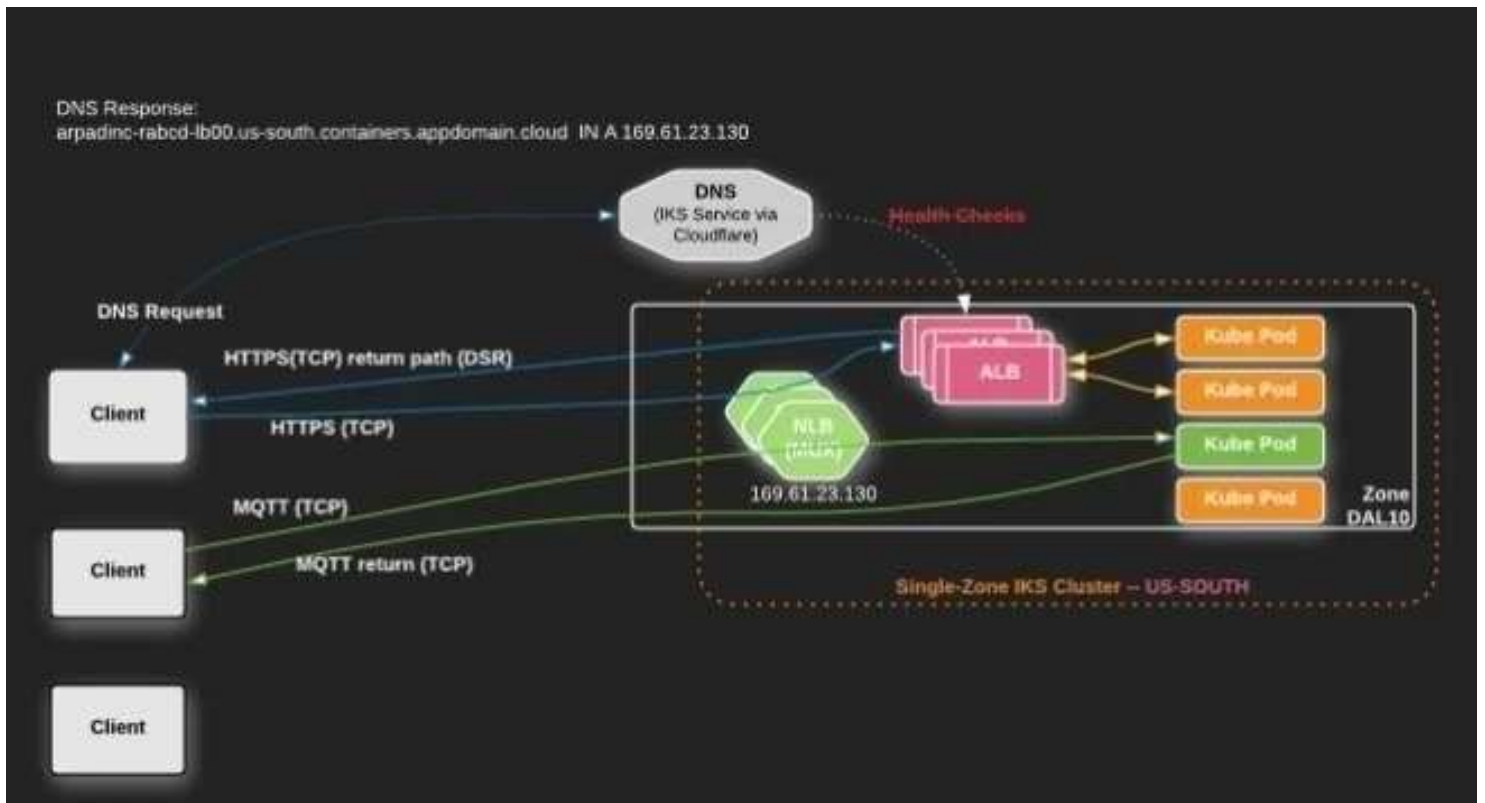 DNS Response:
arpadinc-rabcd-lb00.us-south.containers.appdomain.cloud IN A 169.61.23.130
DNS
(IKS Service via
Cloudflare)
Health Checks
DNS Request
HTTPS(TCP) return path (DSR)
Client
HTTPS (TCP)
ALB
ALB
Kube Pod
Kube Pod
Kube Pod
Kube Pod
NLB
(MUX)
169.61.23.130
Zone
DAL10
MQTT (TCP)
Client
MQTT return (TCP)
Single-Zone IKS Cluster – US-SOUTH
Client